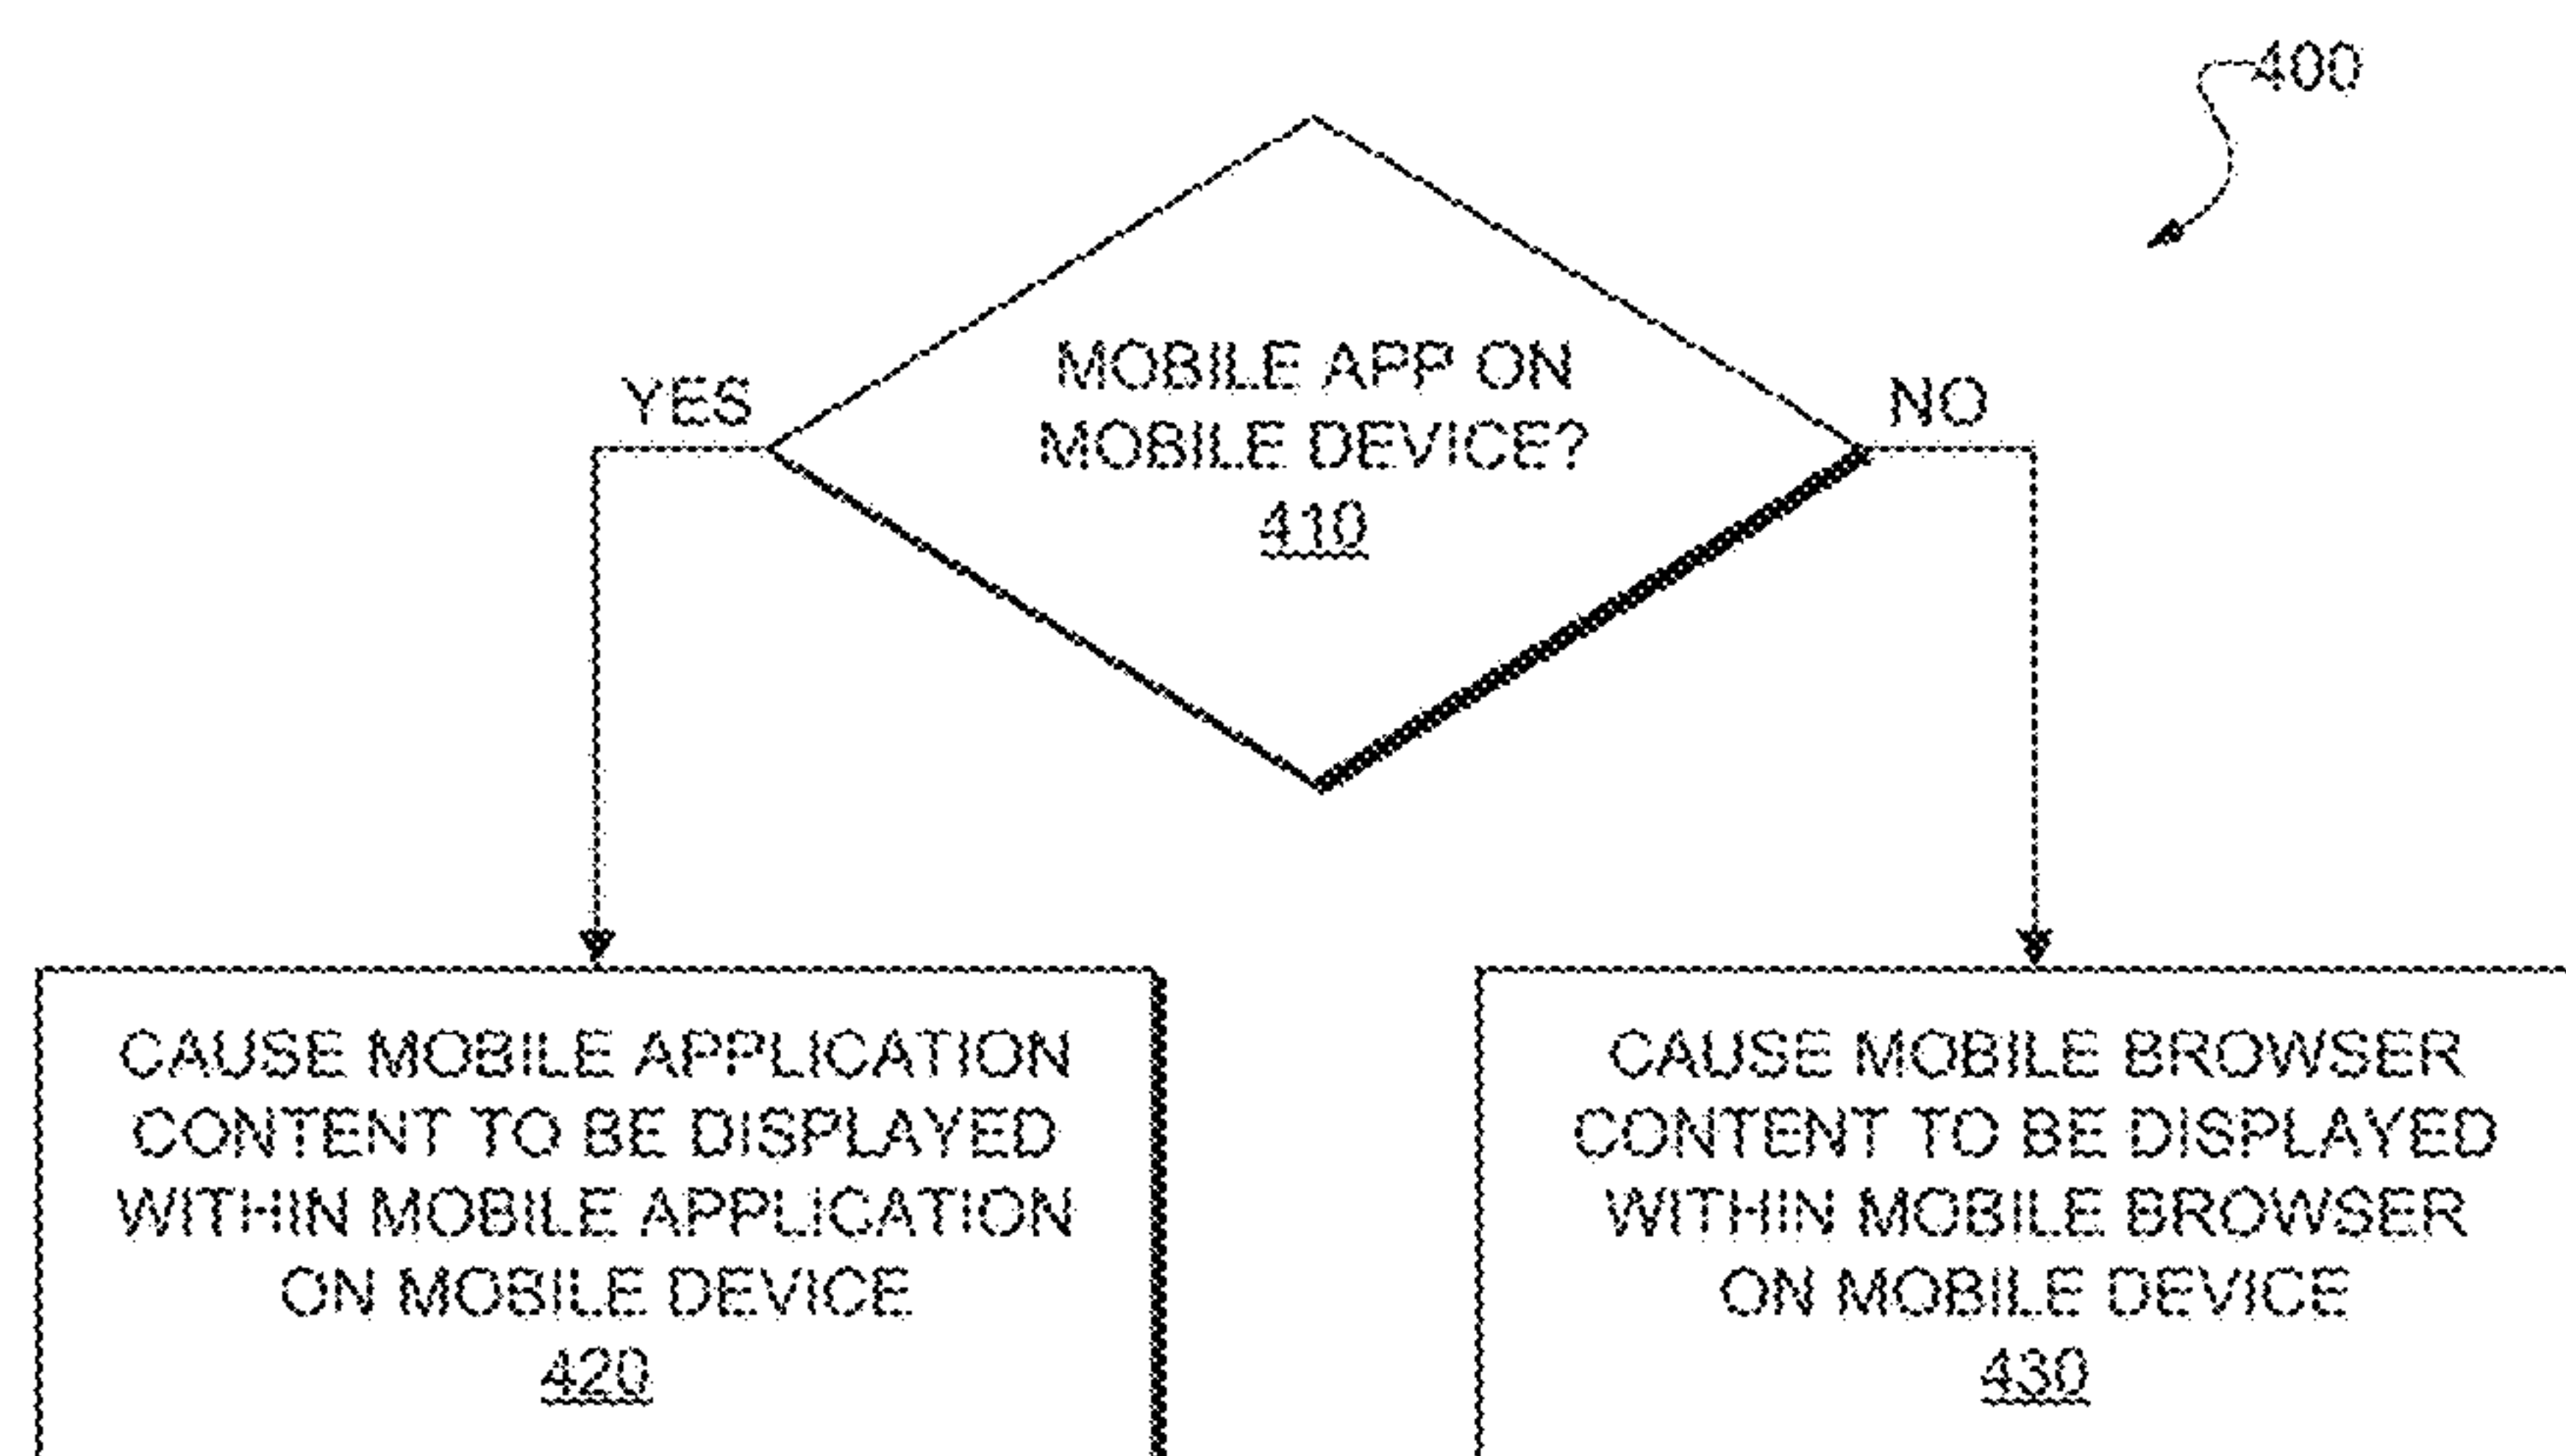 400
MOBILE APP ON
MOBILE DEVICE?
410
YES
NO
CAUSE MOBILE APPLICATION
CONTENT TO BE DISPLAYED
WITHIN MOBILE APPLICATION
ON MOBILE DEVICE
420
CAUSE MOBILE BROWSER
CONTENT TO BE DISPLAYED
WITHIN MOBILE BROWSER
ON MOBILE DEVICE
430